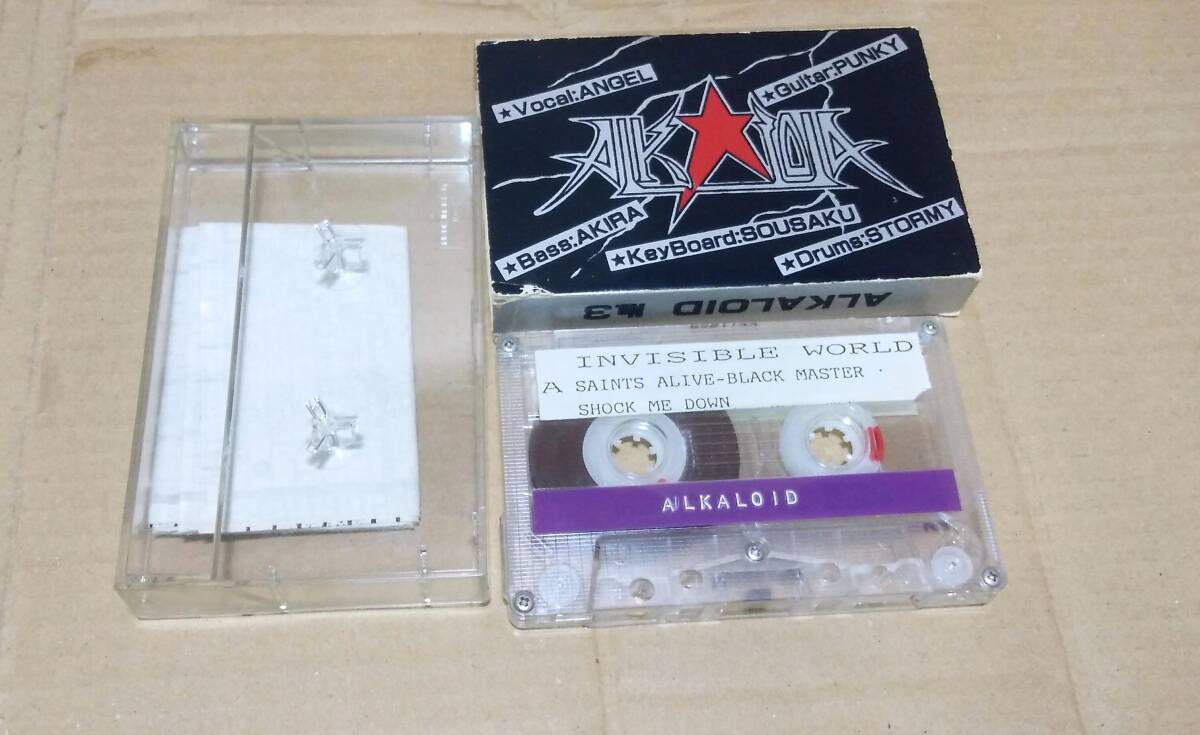 ★Vocal:ANGEL
★Guitar:PUNKY
ALKALOID
★Bass:AKIRA
★KeyBoard:SOUSAKU
★Drums:STORMY
ALKALOID №3
INVISIBLE WORLD
A SAINTS ALIVE~BLACK MASTER ·
SHOCK ME DOWN
ALKALOID